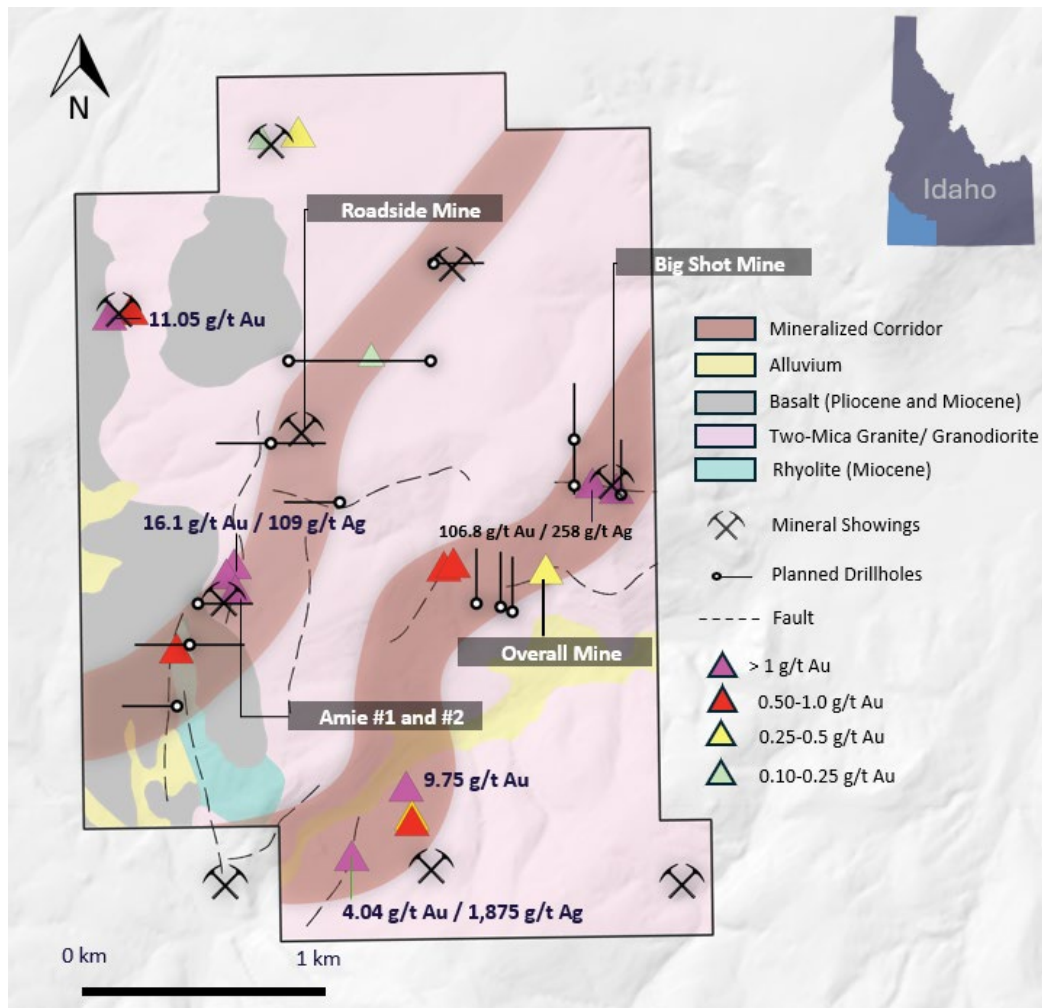 N
Idaho
Roadside Mine
Big Shot Mine
11.05 g/t Au
Mineralized Corridor
Alluvium
Basalt (Pliocene and Miocene)
Two-Mica Granite/ Granodiorite
Rhyolite (Miocene)
16.1 g/t Au / 109 g/t Ag
106.8 g/t Au / 258 g/t Ag
Mineral Showings
Planned Drillholes
Fault
Overall Mine
> 1 g/t Au
0.50-1.0 g/t Au
0.25-0.5 g/t Au
0.10-0.25 g/t Au
Amie #1 and #2
9.75 g/t Au
4.04 g/t Au / 1,875 g/t Ag
0 km
1 km